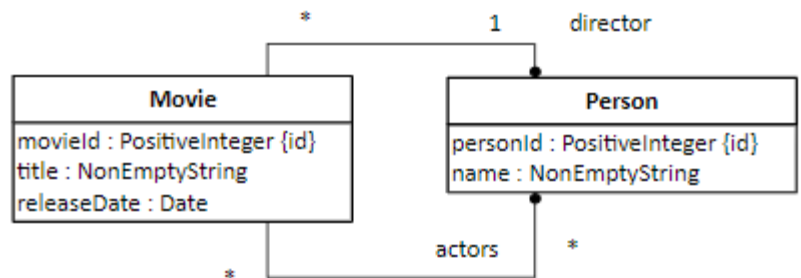 * 1 director
Movie
movieId : PositiveInteger {id}
title : NonEmptyString
releaseDate : Date
Person
personId : PositiveInteger {id}
name : NonEmptyString
* actors *